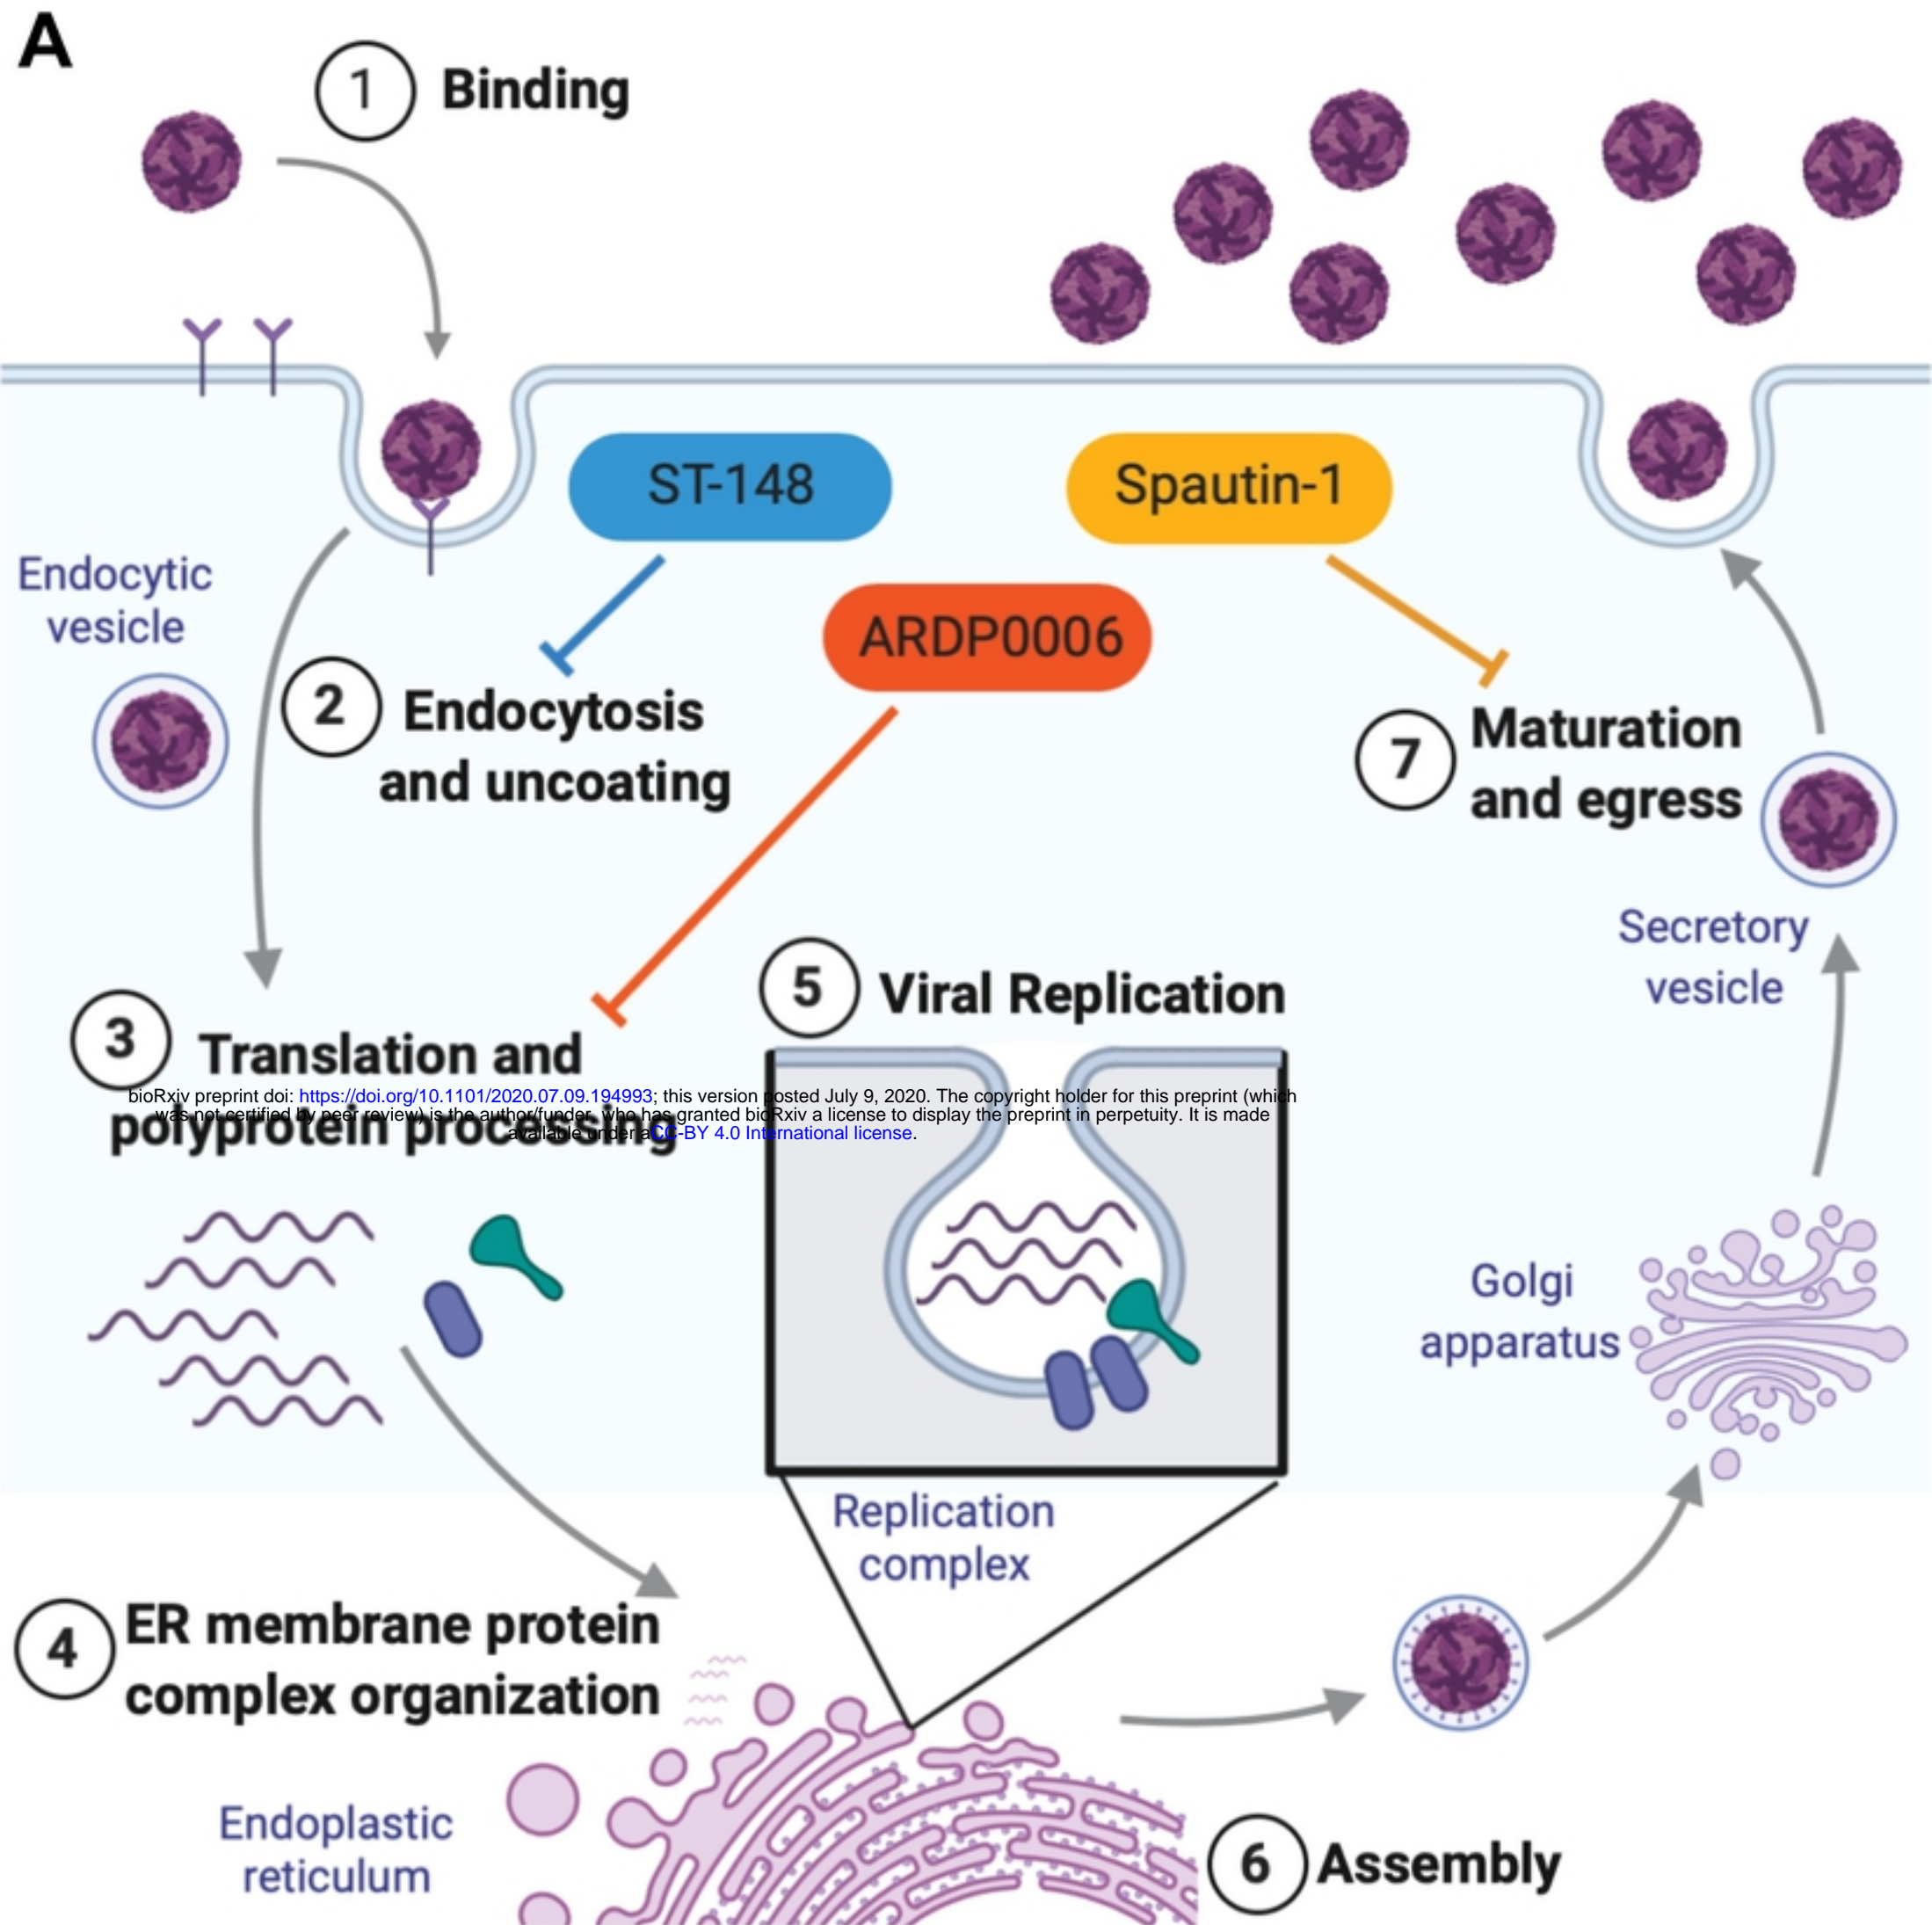 A
1 Binding
ST-148
Spautin-1
Endocytic
vesicle
ARDP0006
2 Endocytosis
and uncoating
7 Maturation
and egress
Secretory
vesicle
3 Translation and
polyprotein processing
5 Viral Replication
bioRxiv preprint doi: https://doi.org/10.1101/2020.07.09.194993; this version posted July 9, 2020. The copyright holder for this preprint (which
was not certified by peer review) is the author/funder, who has granted bioRxiv a license to display the preprint in perpetuity. It is made
available under aCC-BY 4.0 International license.
Golgi
apparatus
Replication
complex
4 ER membrane protein
complex organization
Endoplastic
reticulum
6 Assembly